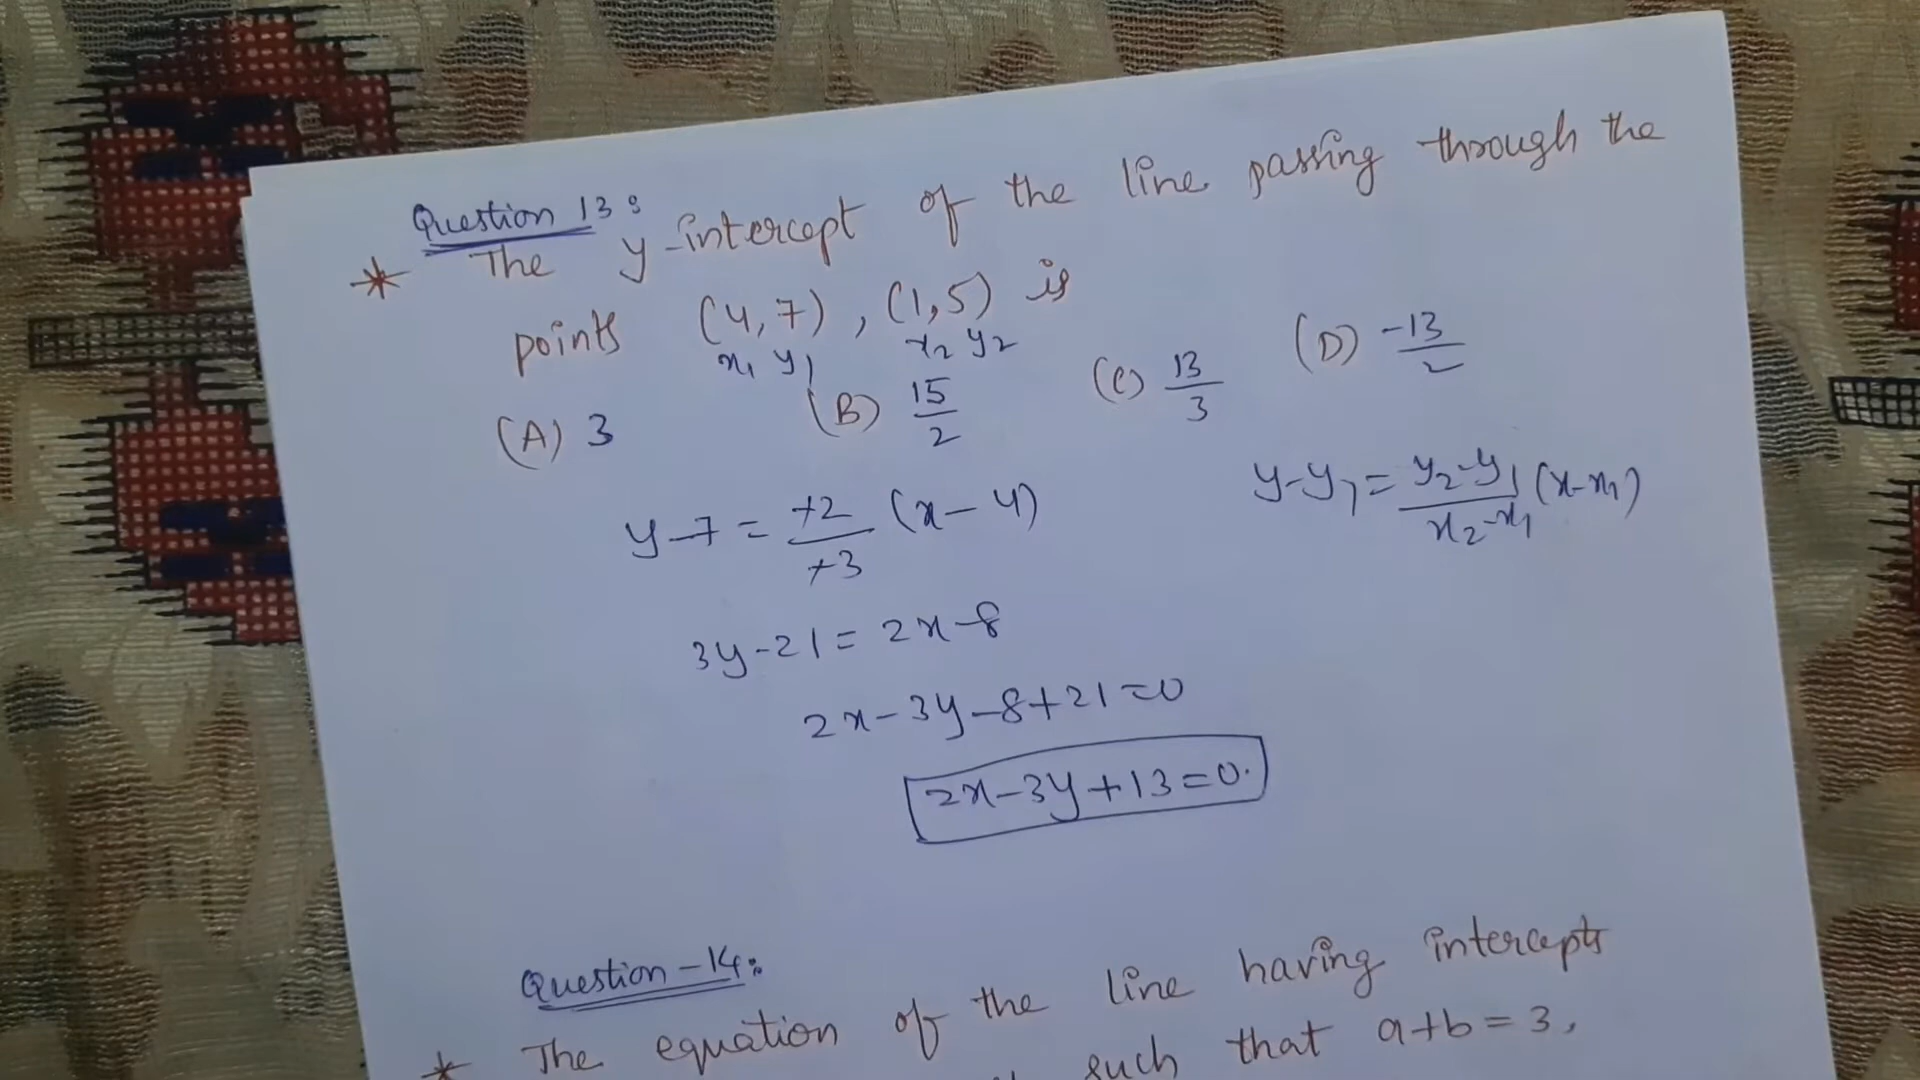 Question 13:
* The y-intercept of the line passing through the
points (4,7), (1,5) is
x₁ y₁ x₂ y₂
(A) 3 (B) 15/2 (C) 13/3 (D) -13/2
y-y₁ = y₂-y₁/x₂-x₁ (x-x₁)
y-7 = +2/+3 (x-4)
3y-21 = 2x-8
2x-3y-8+21=0
2x-3y+13=0.
Question-14:
* The equation of the line having intercepts
such that a+b=3,